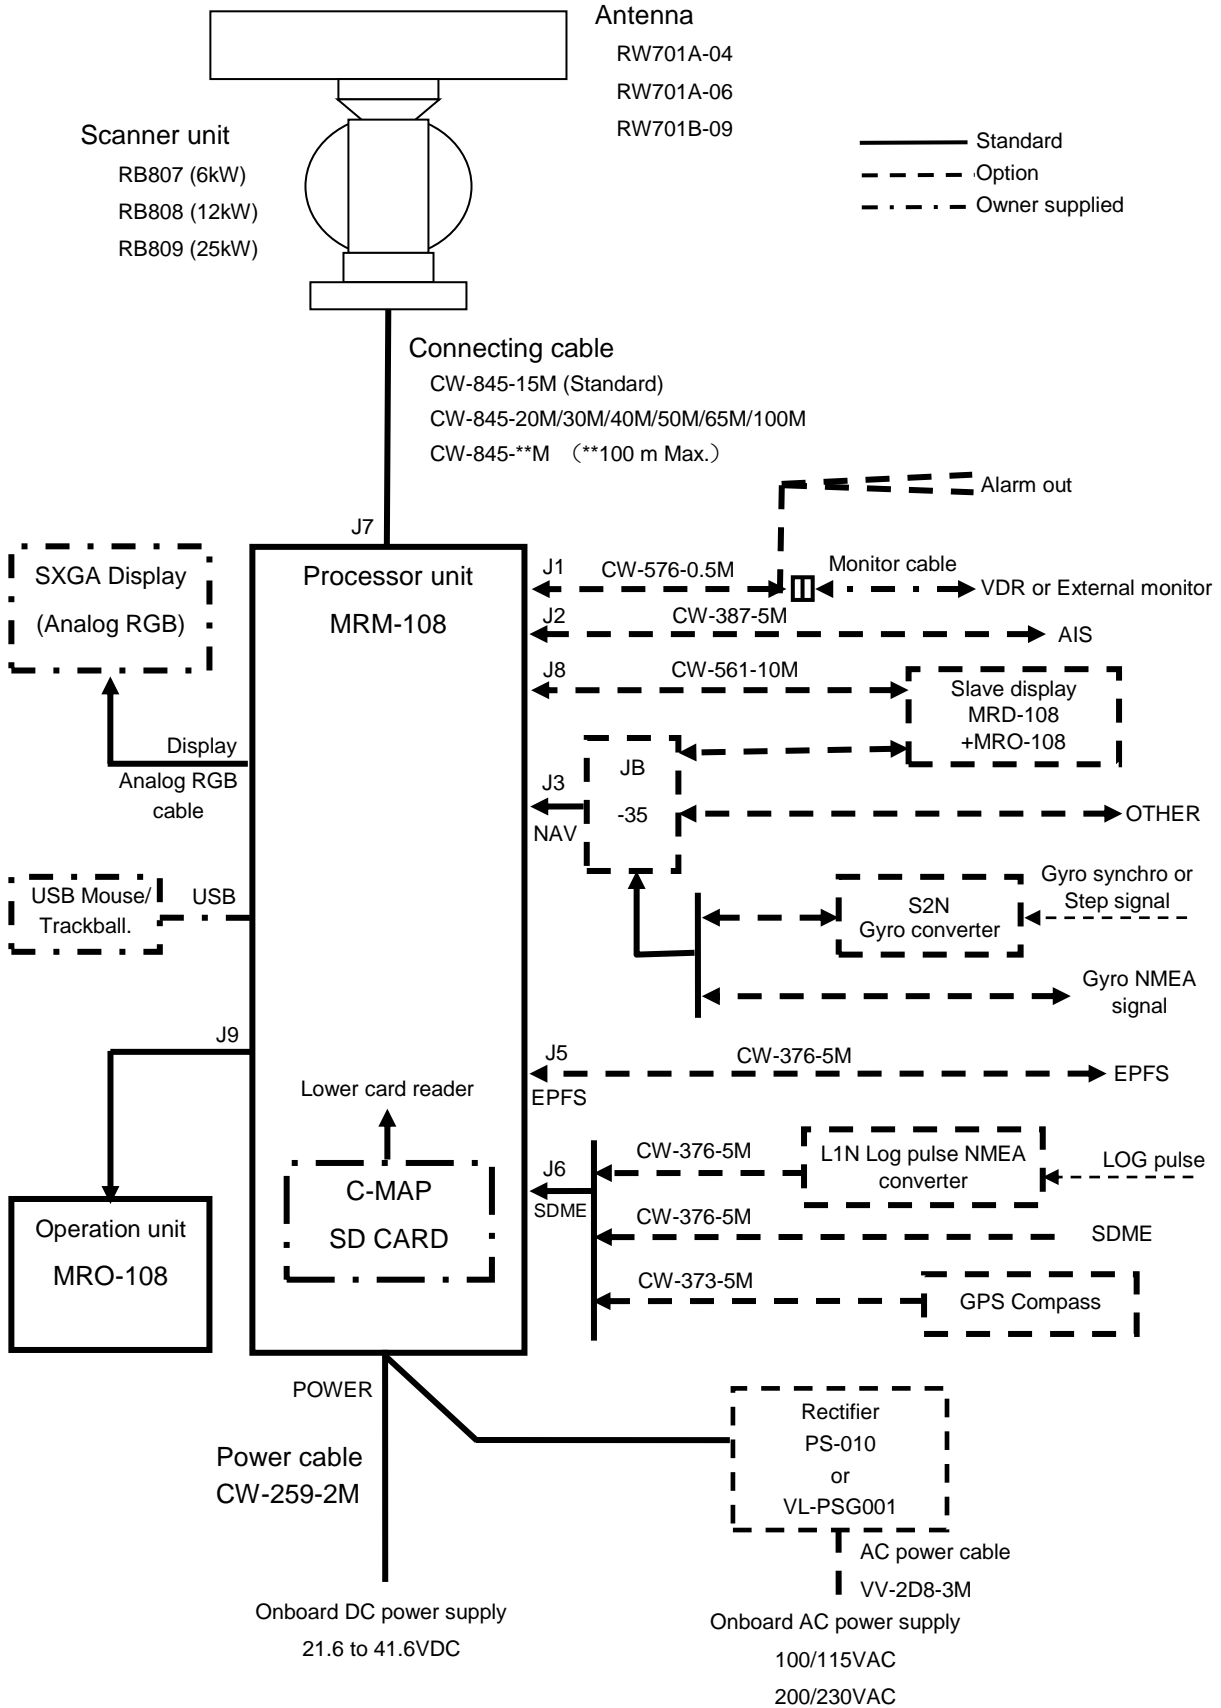 Antenna
RW701A-04
RW701A-06
RW701B-09
Scanner unit
RB807 (6kW)
RB808 (12kW)
RB809 (25kW)
Standard
Option
Owner supplied
Connecting cable
CW-845-15M (Standard)
CW-845-20M/30M/40M/50M/65M/100M
CW-845-**M （**100 m Max.）
J7
Alarm out
SXGA Display
(Analog RGB)
Processor unit
MRM-108
J1
CW-576-0.5M
Monitor cable
VDR or External monitor
J2
CW-387-5M
AIS
J8
CW-561-10M
Slave display
MRD-108
+MRO-108
Display
Analog RGB
cable
JB
-35
J3
NAV
OTHER
USB Mouse/
Trackball.
USB
S2N
Gyro converter
Gyro synchro or
Step signal
Gyro NMEA
signal
J9
J5
EPFS
CW-376-5M
EPFS
Lower card reader
C-MAP
SD CARD
J6
SDME
CW-376-5M
L1N Log pulse NMEA
converter
LOG pulse
CW-376-5M
SDME
CW-373-5M
GPS Compass
Operation unit
MRO-108
POWER
Power cable
CW-259-2M
Rectifier
PS-010
or
VL-PSG001
AC power cable
VV-2D8-3M
Onboard DC power supply
21.6 to 41.6VDC
Onboard AC power supply
100/115VAC
200/230VAC